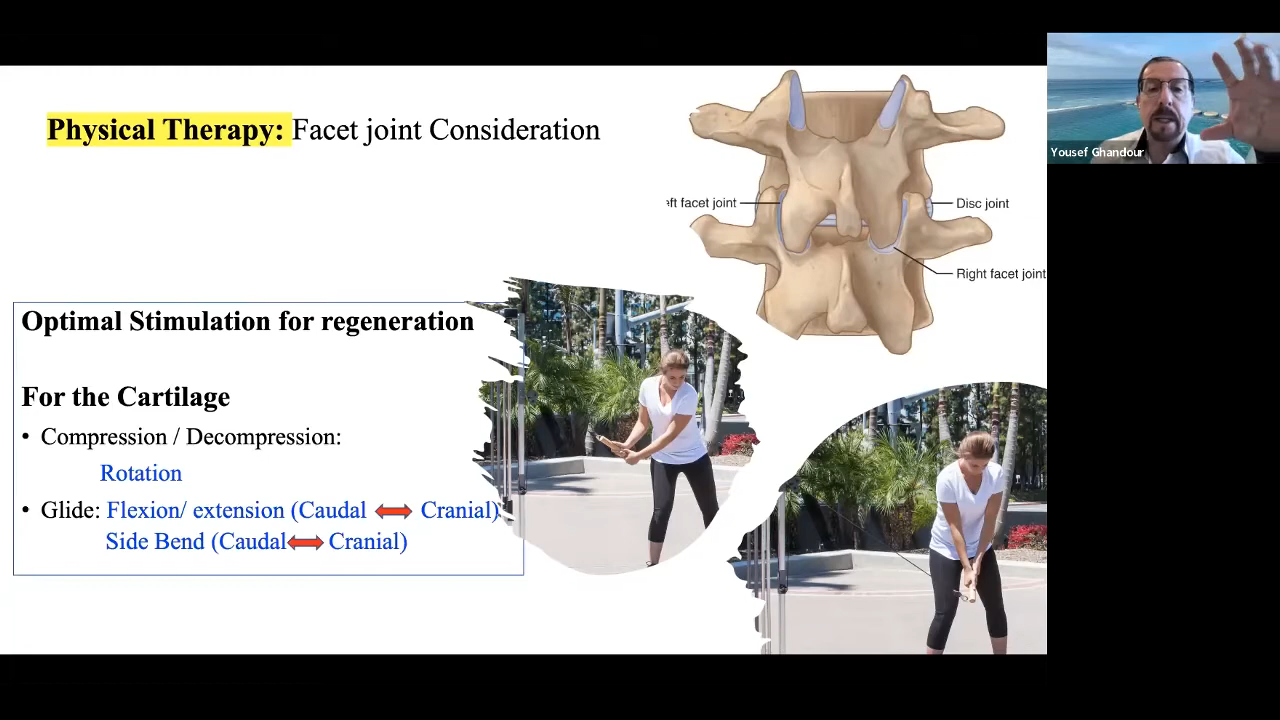 Physical Therapy: Facet joint Consideration
ft facet joint
Disc joint
Right facet joint
Optimal Stimulation for regeneration
For the Cartilage
• Compression / Decompression:
Rotation
• Glide: Flexion/ extension (Caudal Cranial)
Side Bend (Caudal Cranial)
Yousef Ghandour